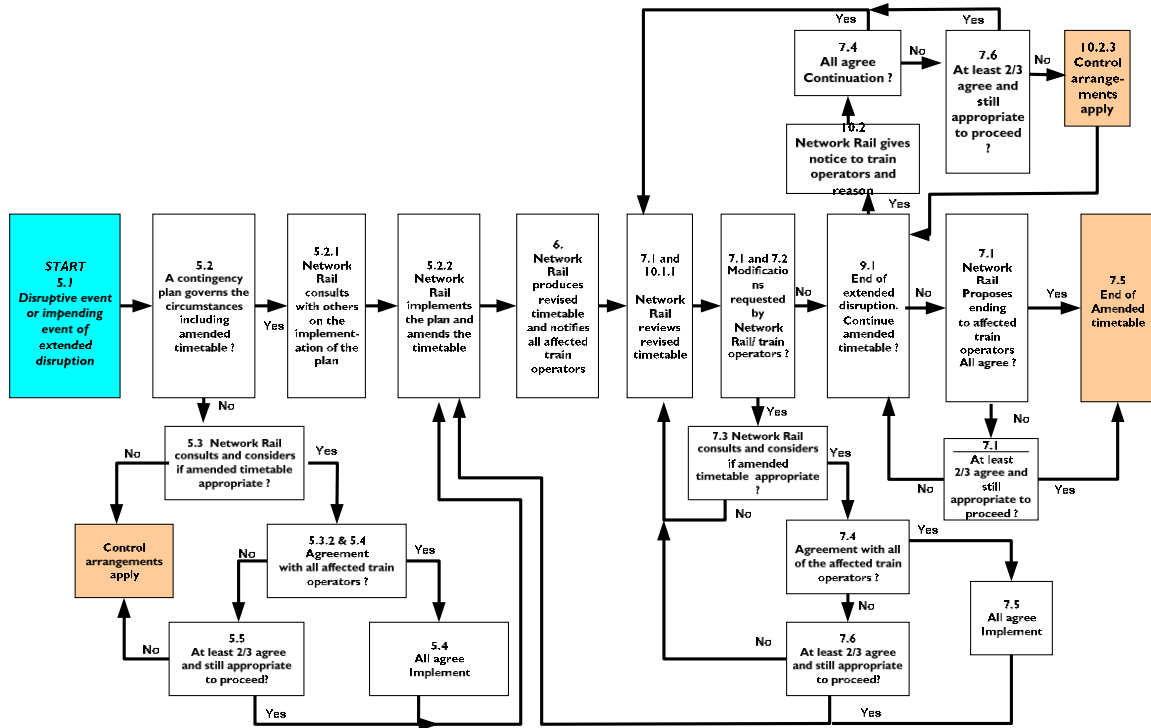 Yes
Yes
7.4
All agree
Continuation ?
No
7.6
At least 2/3
agree and
still
appropriate
to proceed
?
No
10.2.3
Control
arrange-
ments
apply
10.2
Network Rail gives
notice to train
operators and
reason
Yes
START
5.1
Disruptive event
or impending
event of
extended
disruption
5.2
A contingency
plan governs the
circumstances
including
amended
timetable ?
Yes
5.2.1
Network
Rail
consults
with others
on the
implement-
ation of the
plan
5.2.2
Network
Rail
implements
the plan and
amends the
timetable
6.
Network
Rail
produces
revised
timetable
and notifies
all affected
train
operators
7.1 and
10.1.1
Network
Rail
reviews
revised
timetable
7.1 and 7.2
Modificatio
ns
requested
by
Network
Rail/ train
operators ?
No
9.1
End of
extended
disruption.
Continue
amended
timetable ?
No
7.1
Network
Rail
Proposes
ending
to affected
train
operators
All agree ?
Yes
7.5
End of
Amended
timetable
No
Yes
No
5.3 Network Rail
consults and considers
if amended timetable
appropriate ?
No
Yes
7.3 Network Rail
consults and considers
if amended
timetable appropriate
?
Yes
No
7.1
At least
2/3 agree and
still
appropriate to
proceed ?
No
Yes
Control
arrangements
apply
5.3.2 & 5.4
Agreement
with all affected train
operators ?
No
Yes
7.4
Agreement with all
of the affected train
operators ?
Yes
No
5.5
At least 2/3 agree
and still appropriate
to proceed?
No
Yes
5.4
All agree
Implement
7.6
At least 2/3 agree
and still appropriate
to proceed?
No
Yes
7.5
All agree
Implement